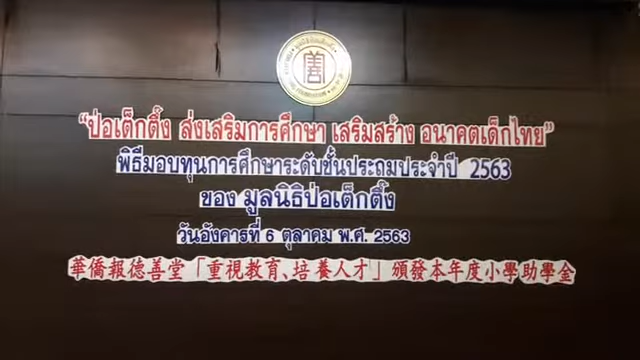 善
“ป่อเต็กตึ๊ง ส่งเสริมการศึกษา เสริมสร้าง อนาคตเด็กไทย”
พิธีมอบทุนการศึกษาระดับชั้นประถมประจำปี 2563
ของ มูลนิธิป่อเต็กตึ๊ง
วันอังคารที่ 6 ตุลาคม พ.ศ. 2563
華僑報德善堂「重視教育、培養人才」頒發本年度小學助學金